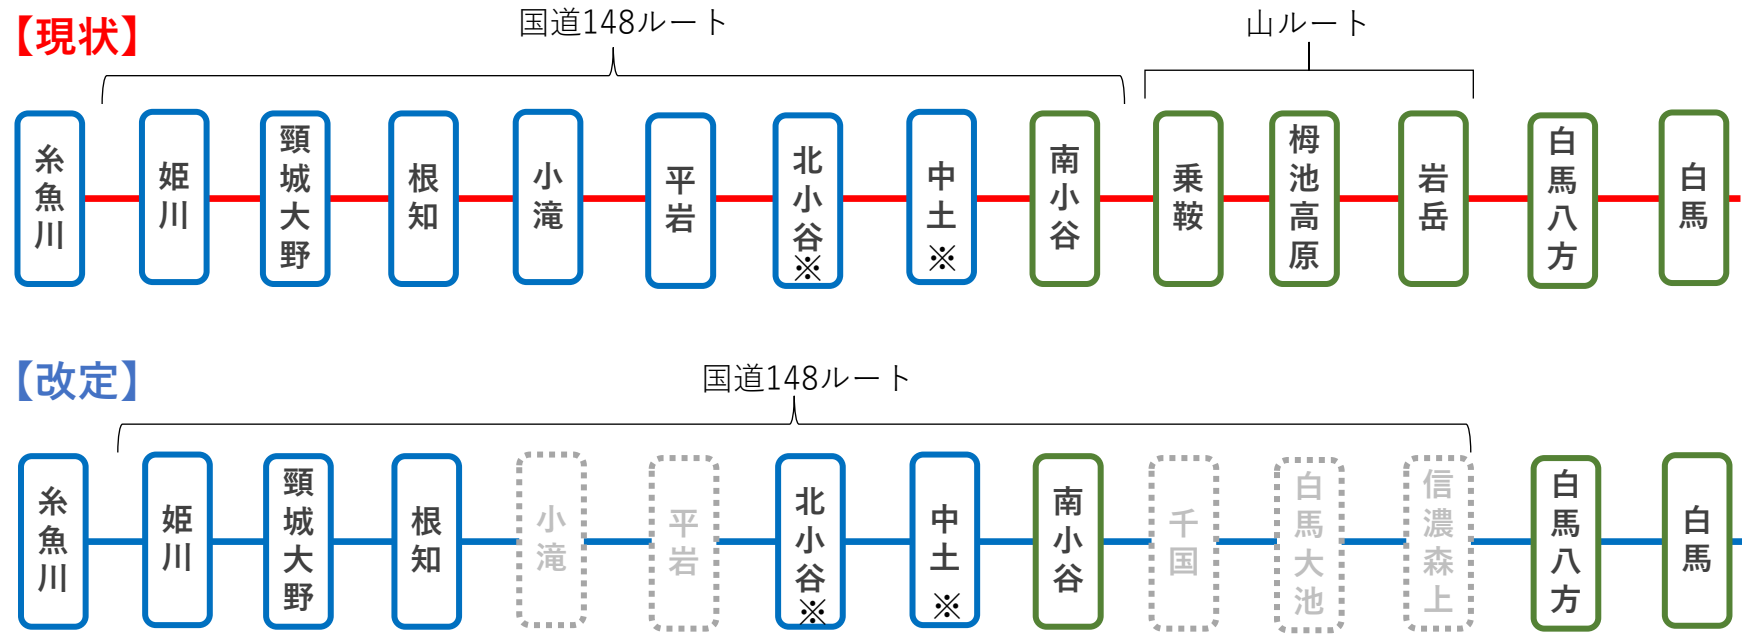 【現状】
国道148ルート
山ルート
糸魚川
姫川
頸城大野
根知
小滝
平岩
北小谷※
中土※
南小谷
乗鞍
栂池高原
岩岳
白馬八方
白馬
【改定】
国道148ルート
糸魚川
姫川
頸城大野
根知
小滝
平岩
北小谷※
中土※
南小谷
千国
白馬大池
信濃森上
白馬八方
白馬